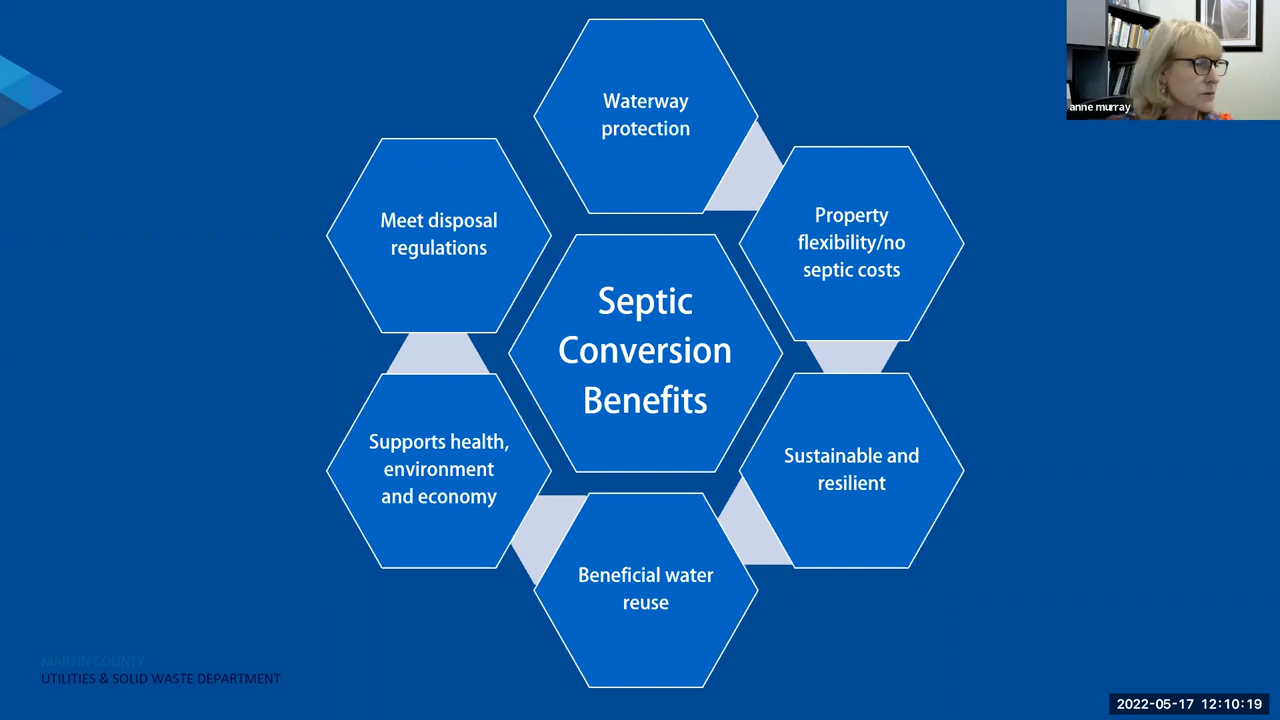 anne murray
Waterway
protection
Property
flexibility/no
septic costs
Sustainable and
resilient
Beneficial water
reuse
Supports health,
environment
and economy
Meet disposal
regulations
Septic
Conversion
Benefits
MARTIN COUNTY
UTILITIES & SOLID WASTE DEPARTMENT
2022-05-17 12:10:19